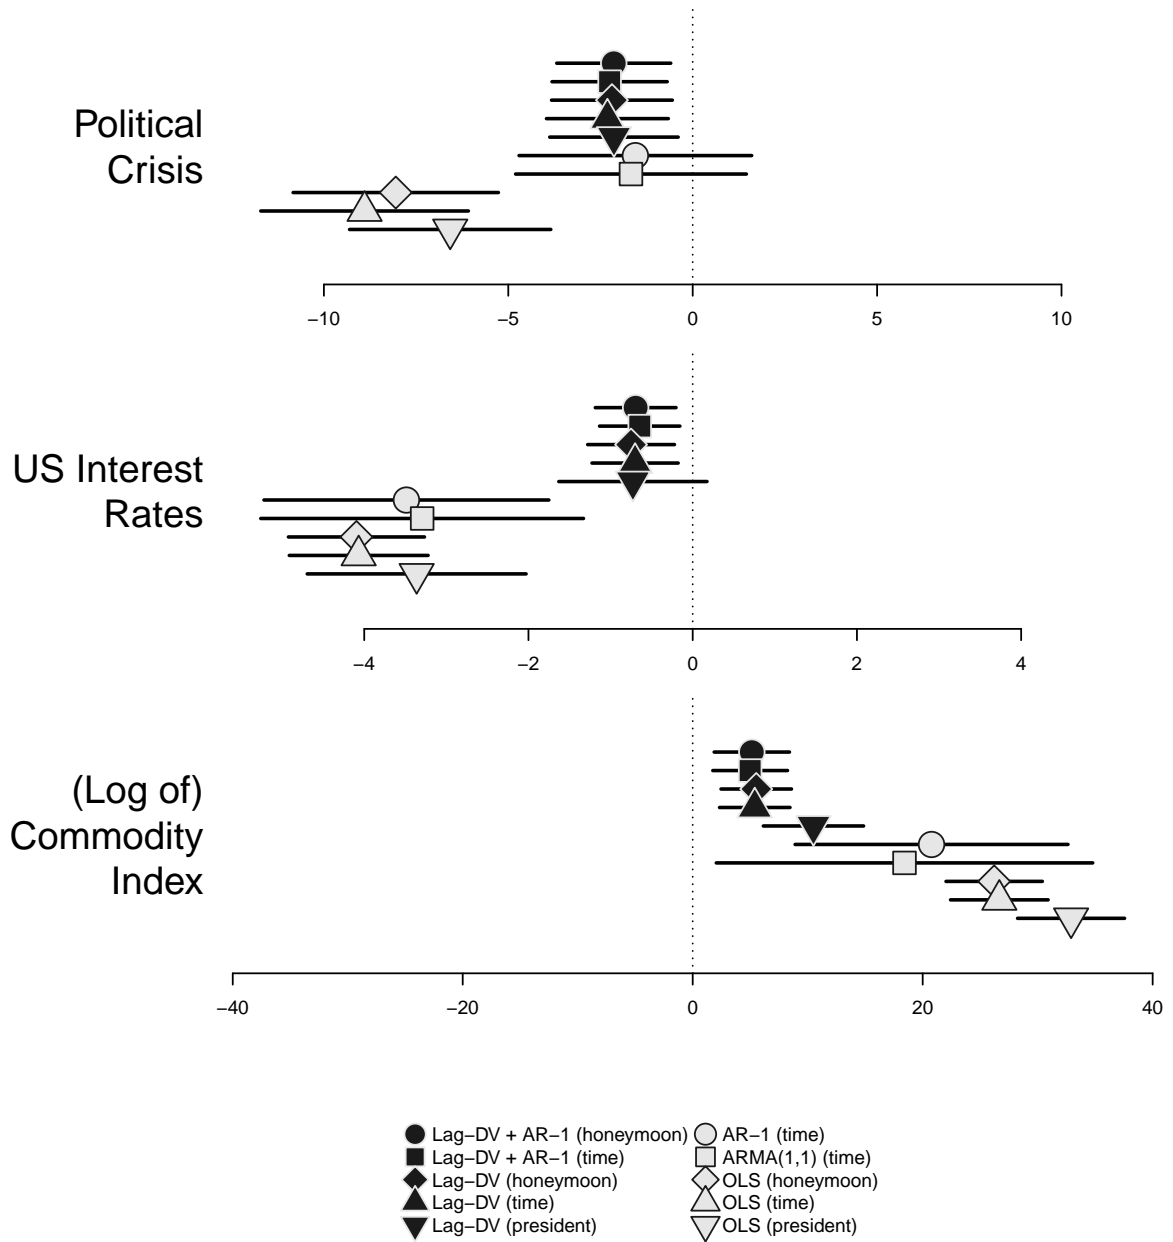 Political
Crisis
−10 −5 0 5 10
US Interest
Rates
−4 −2 0 2 4
(Log of)
Commodity
Index
−40 −20 0 20 40
Lag−DV + AR−1 (honeymoon) AR−1 (time)
Lag−DV + AR−1 (time) ARMA(1,1) (time)
Lag−DV (honeymoon) OLS (honeymoon)
Lag−DV (time) OLS (time)
Lag−DV (president) OLS (president)